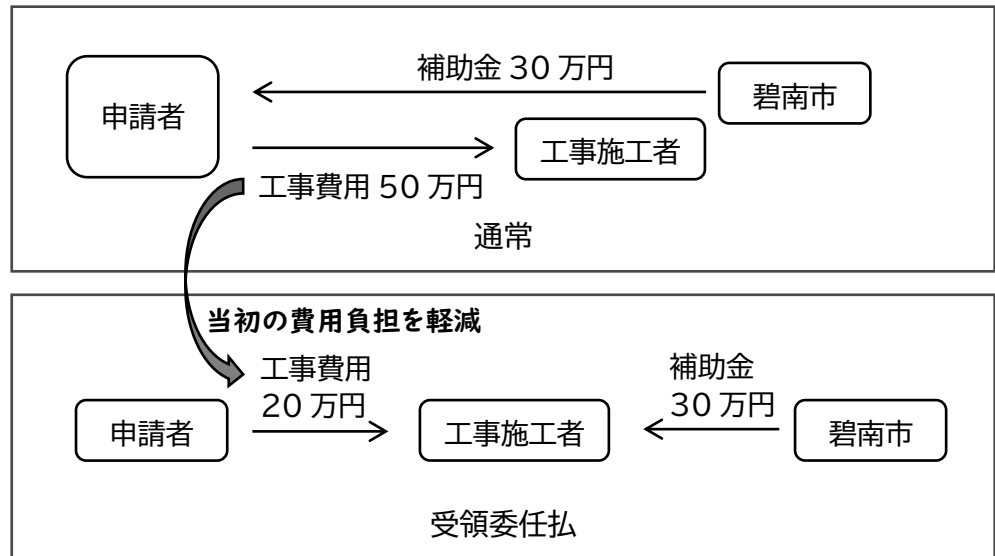 補助金 30 万円
申請者
碧南市
工事施工者
工事費用 50 万円
通常
当初の費用負担を軽減
工事費用
20 万円
補助金
30 万円
申請者
工事施工者
碧南市
受領委任払